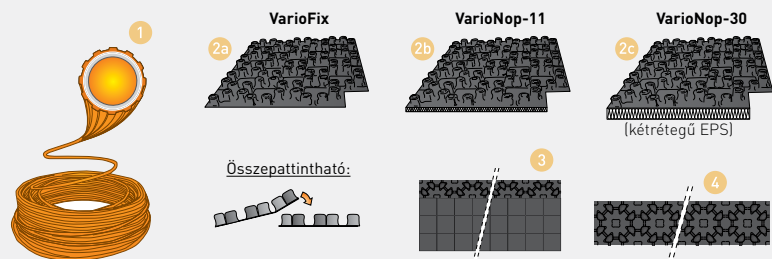 VarioFix
VarioNop-11
VarioNop-30
1
2a
2b
2c
(kétrétegű EPS)
Összepattintható:
3
4